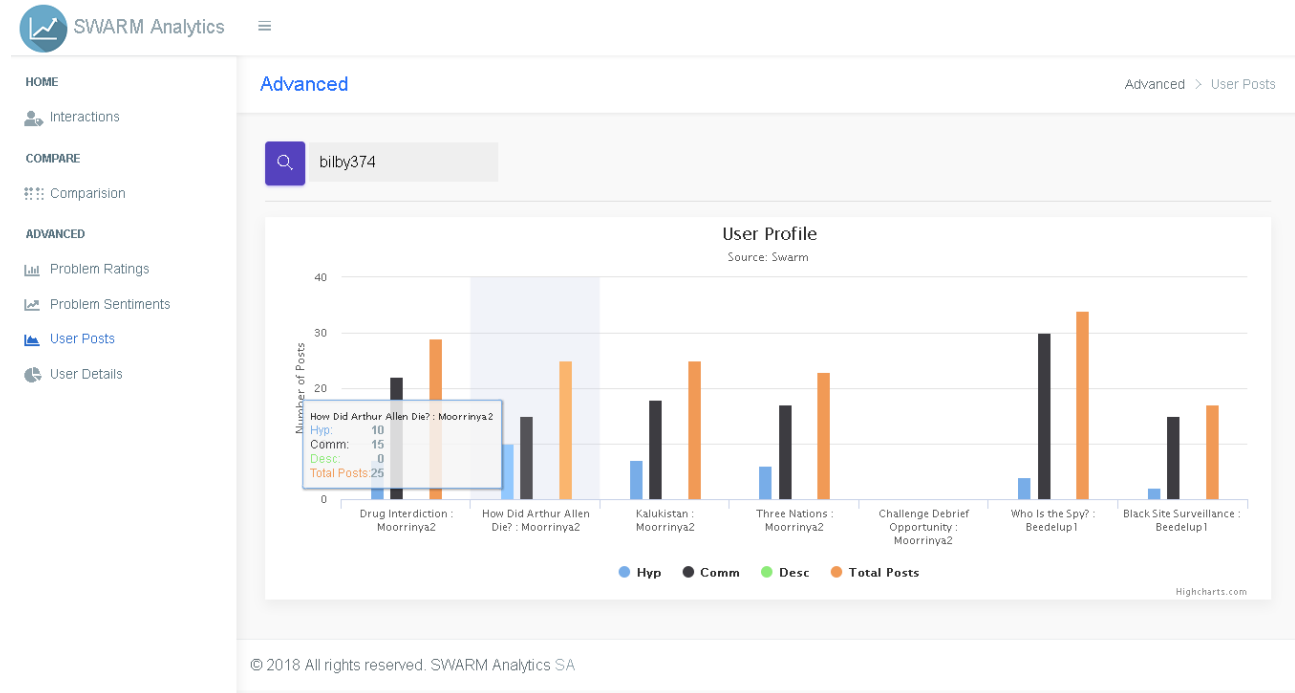 SWARM Analytics
HOME
Interactions
COMPARE
Comparision
ADVANCED
Problem Ratings
Problem Sentiments
User Posts
User Details
Advanced
Advanced > User Posts
bilby374
User Profile
Source: Swarm
Number of Posts
40
30
20
0
How Did Arthur Allen Die? : Moorrinya2
Hyp: 10
Comm: 15
Desc: 0
Total Posts:25
Drug Interdiction :
Moorrinya2
How Did Arthur Allen
Die? : Moorrinya2
Kalukistan :
Moorrinya2
Three Nations :
Moorrinya2
Challenge Debrief
Opportunity :
Moorrinya2
Who Is the Spy? :
Beedelup1
Black Site Surveillance :
Beedelup1
Hyp Comm Desc Total Posts
Highcharts.com
© 2018 All rights reserved. SWARM Analytics SA